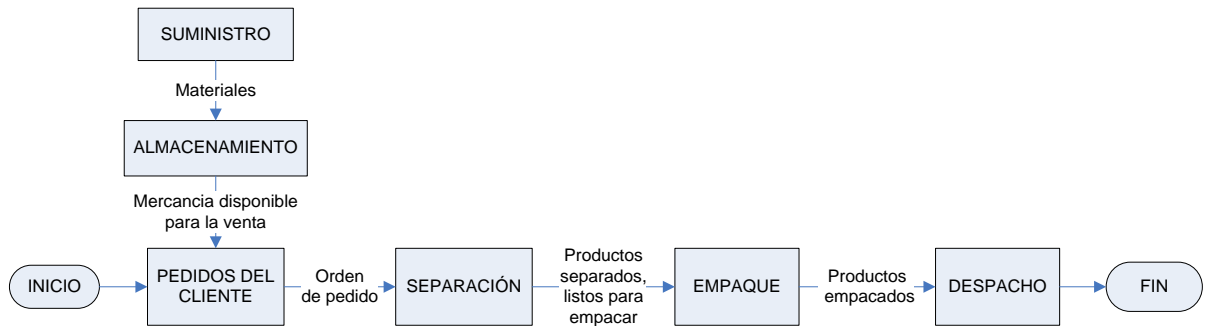 SUMINISTRO
Materiales
ALMACENAMIENTO
Mercancia disponible
para la venta
INICIO
PEDIDOS DEL
CLIENTE
Orden
de pedido
SEPARACIÓN
Productos
separados,
listos para
empacar
EMPAQUE
Productos
empacados
DESPACHO
FIN